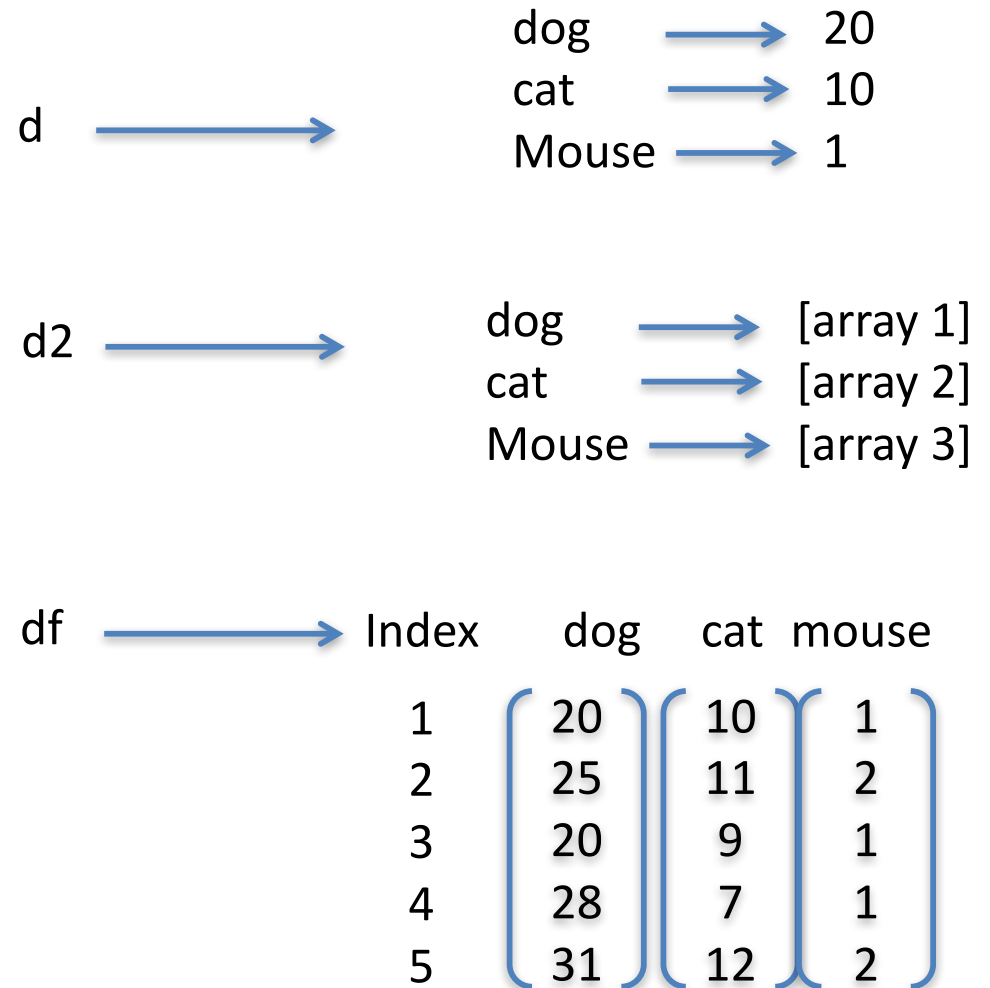 dog 20
cat 10
d
Mouse 1
dog [array 1]
d2
cat [array 2]
Mouse [array 3]
df Index dog cat mouse
1 20 10 1
2 25 11 2
3 20 9 1
4 28 7 1
5 31 12 2